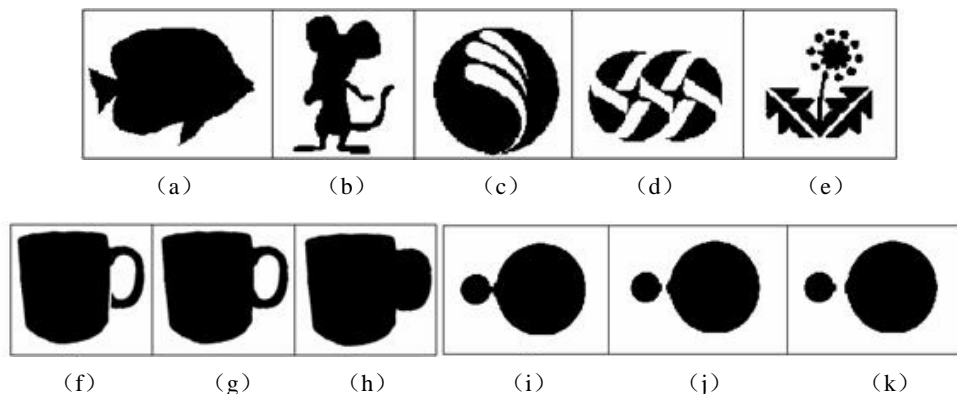 （a） （b） （c） （d） （e）
（f） （g） （h） （i） （j） （k）